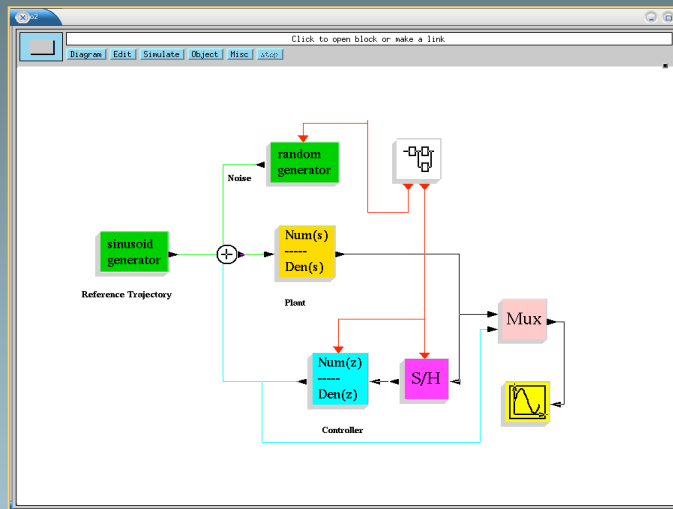 Click to open block or make a link
Diagram Edit Simulate Object Misc stop
random
generator
Noise
sinusoid
generator
Num(s)
-----
Den(s)
Reference Trajectory
Plant
Mux
Num(z)
-----
Den(z)
S/H
Controller